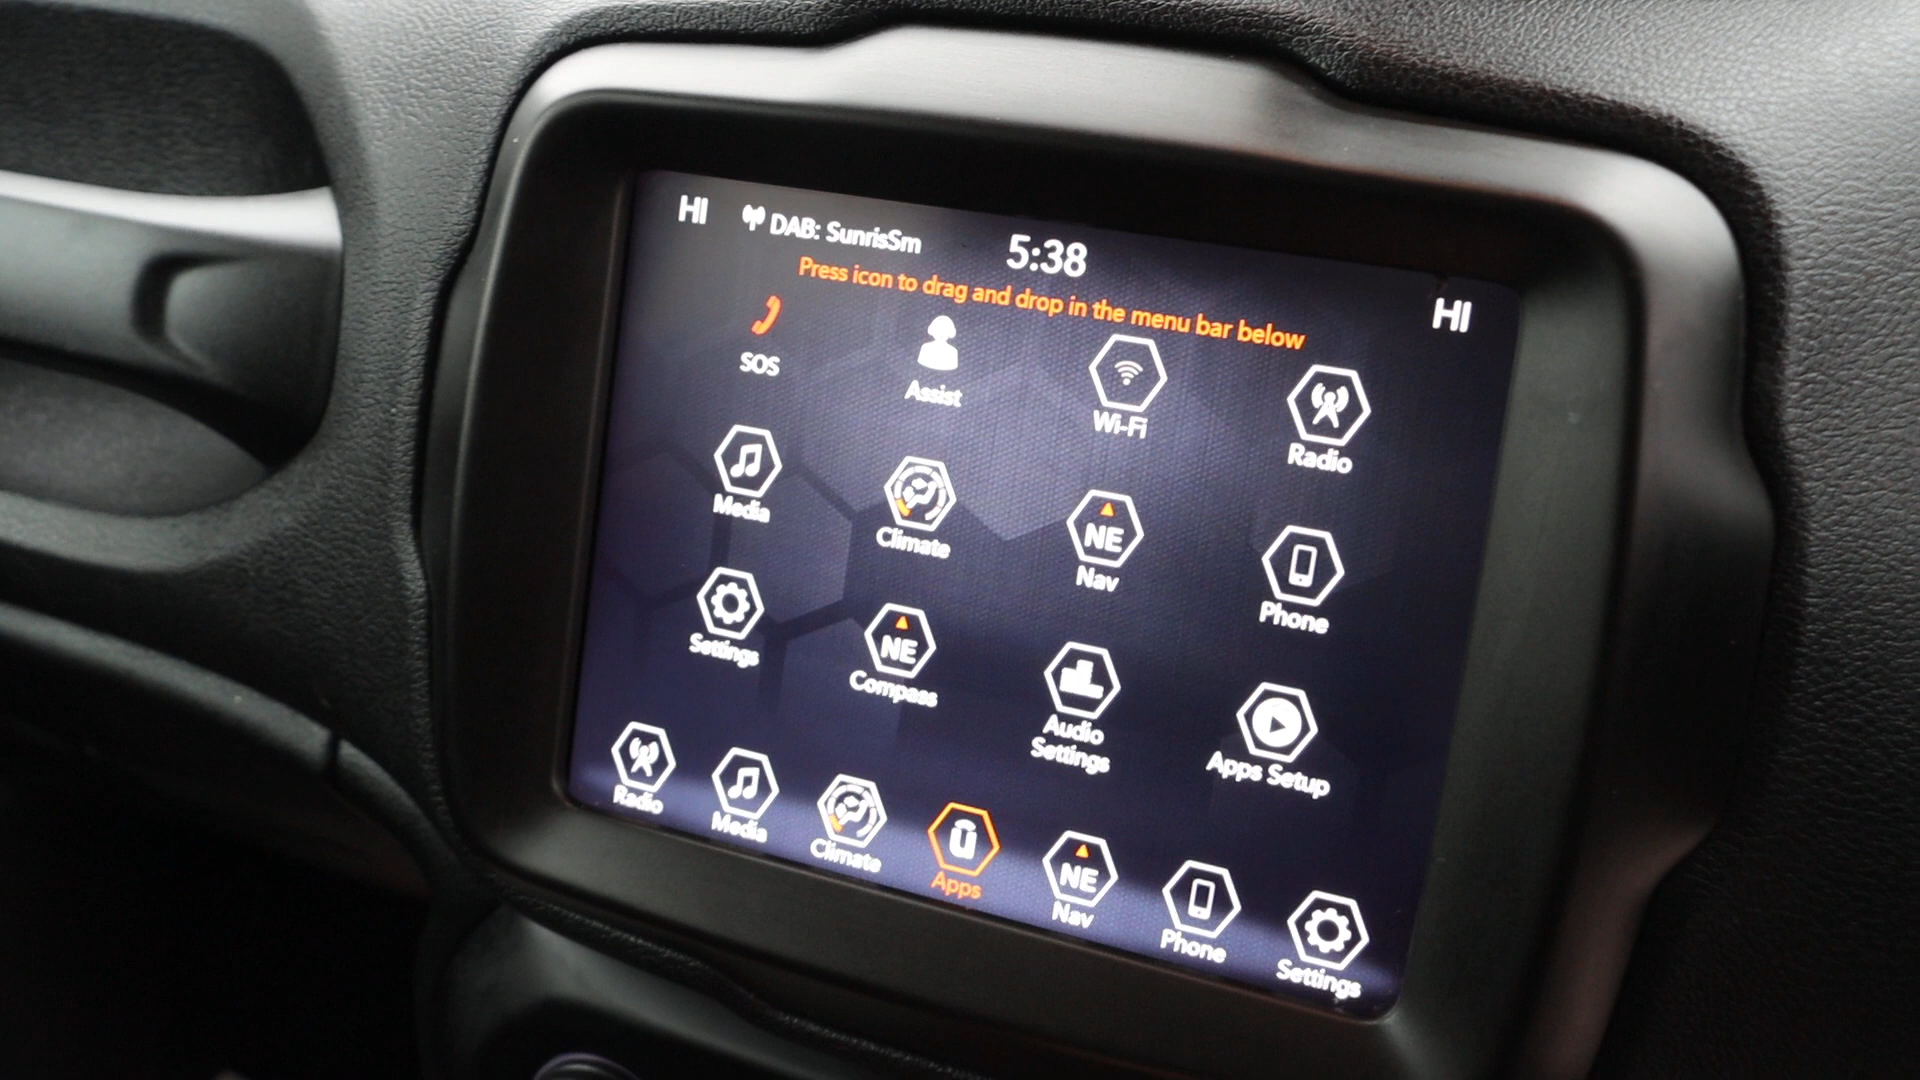 HI DAB: SunrisSm 5:38 HI
Press icon to drag and drop in the menu bar below
SOS Assist Wi-Fi Radio
Media Climate NE Nav Phone
Settings NE Compass Audio Settings Apps Setup
Radio Media Climate Apps NE Nav Phone Settings